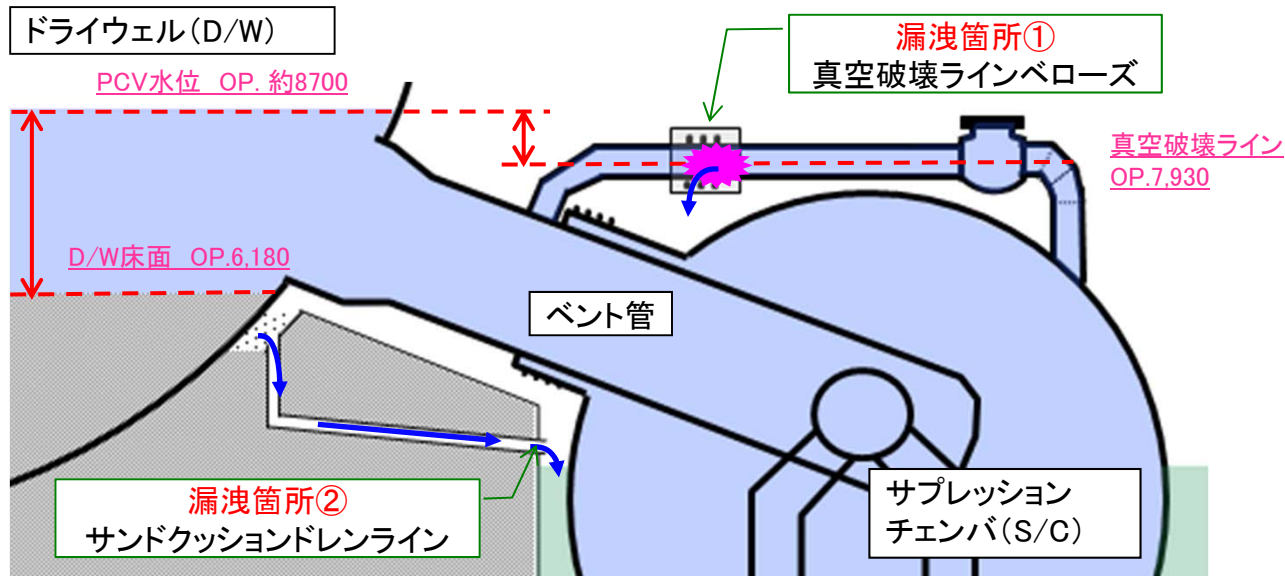 ドライウェル(D/W)
漏洩箇所①
真空破壊ラインベローズ
PCV水位 OP. 約8700
真空破壊ライン
OP.7,930
D/W床面 OP.6,180
ベント管
漏洩箇所②
サンドクッションドレンライン
サプレッション
チェンバ(S/C)